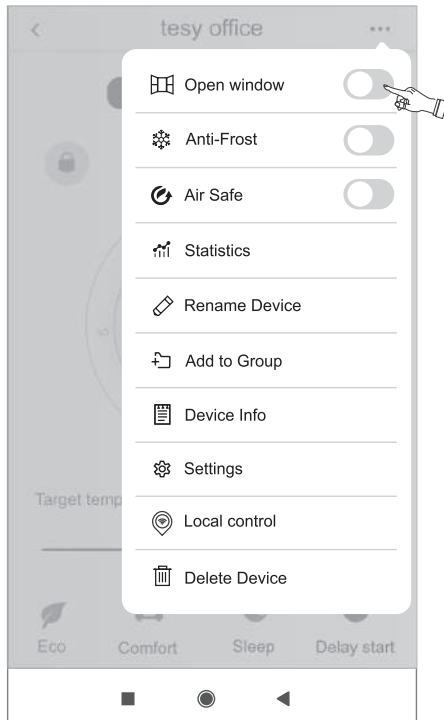 tesy office
Open window
Anti-Frost
Air Safe
Statistics
Rename Device
Add to Group
Device Info
Settings
Local control
Delete Device
Target temp
Eco Comfort Sleep Delay start